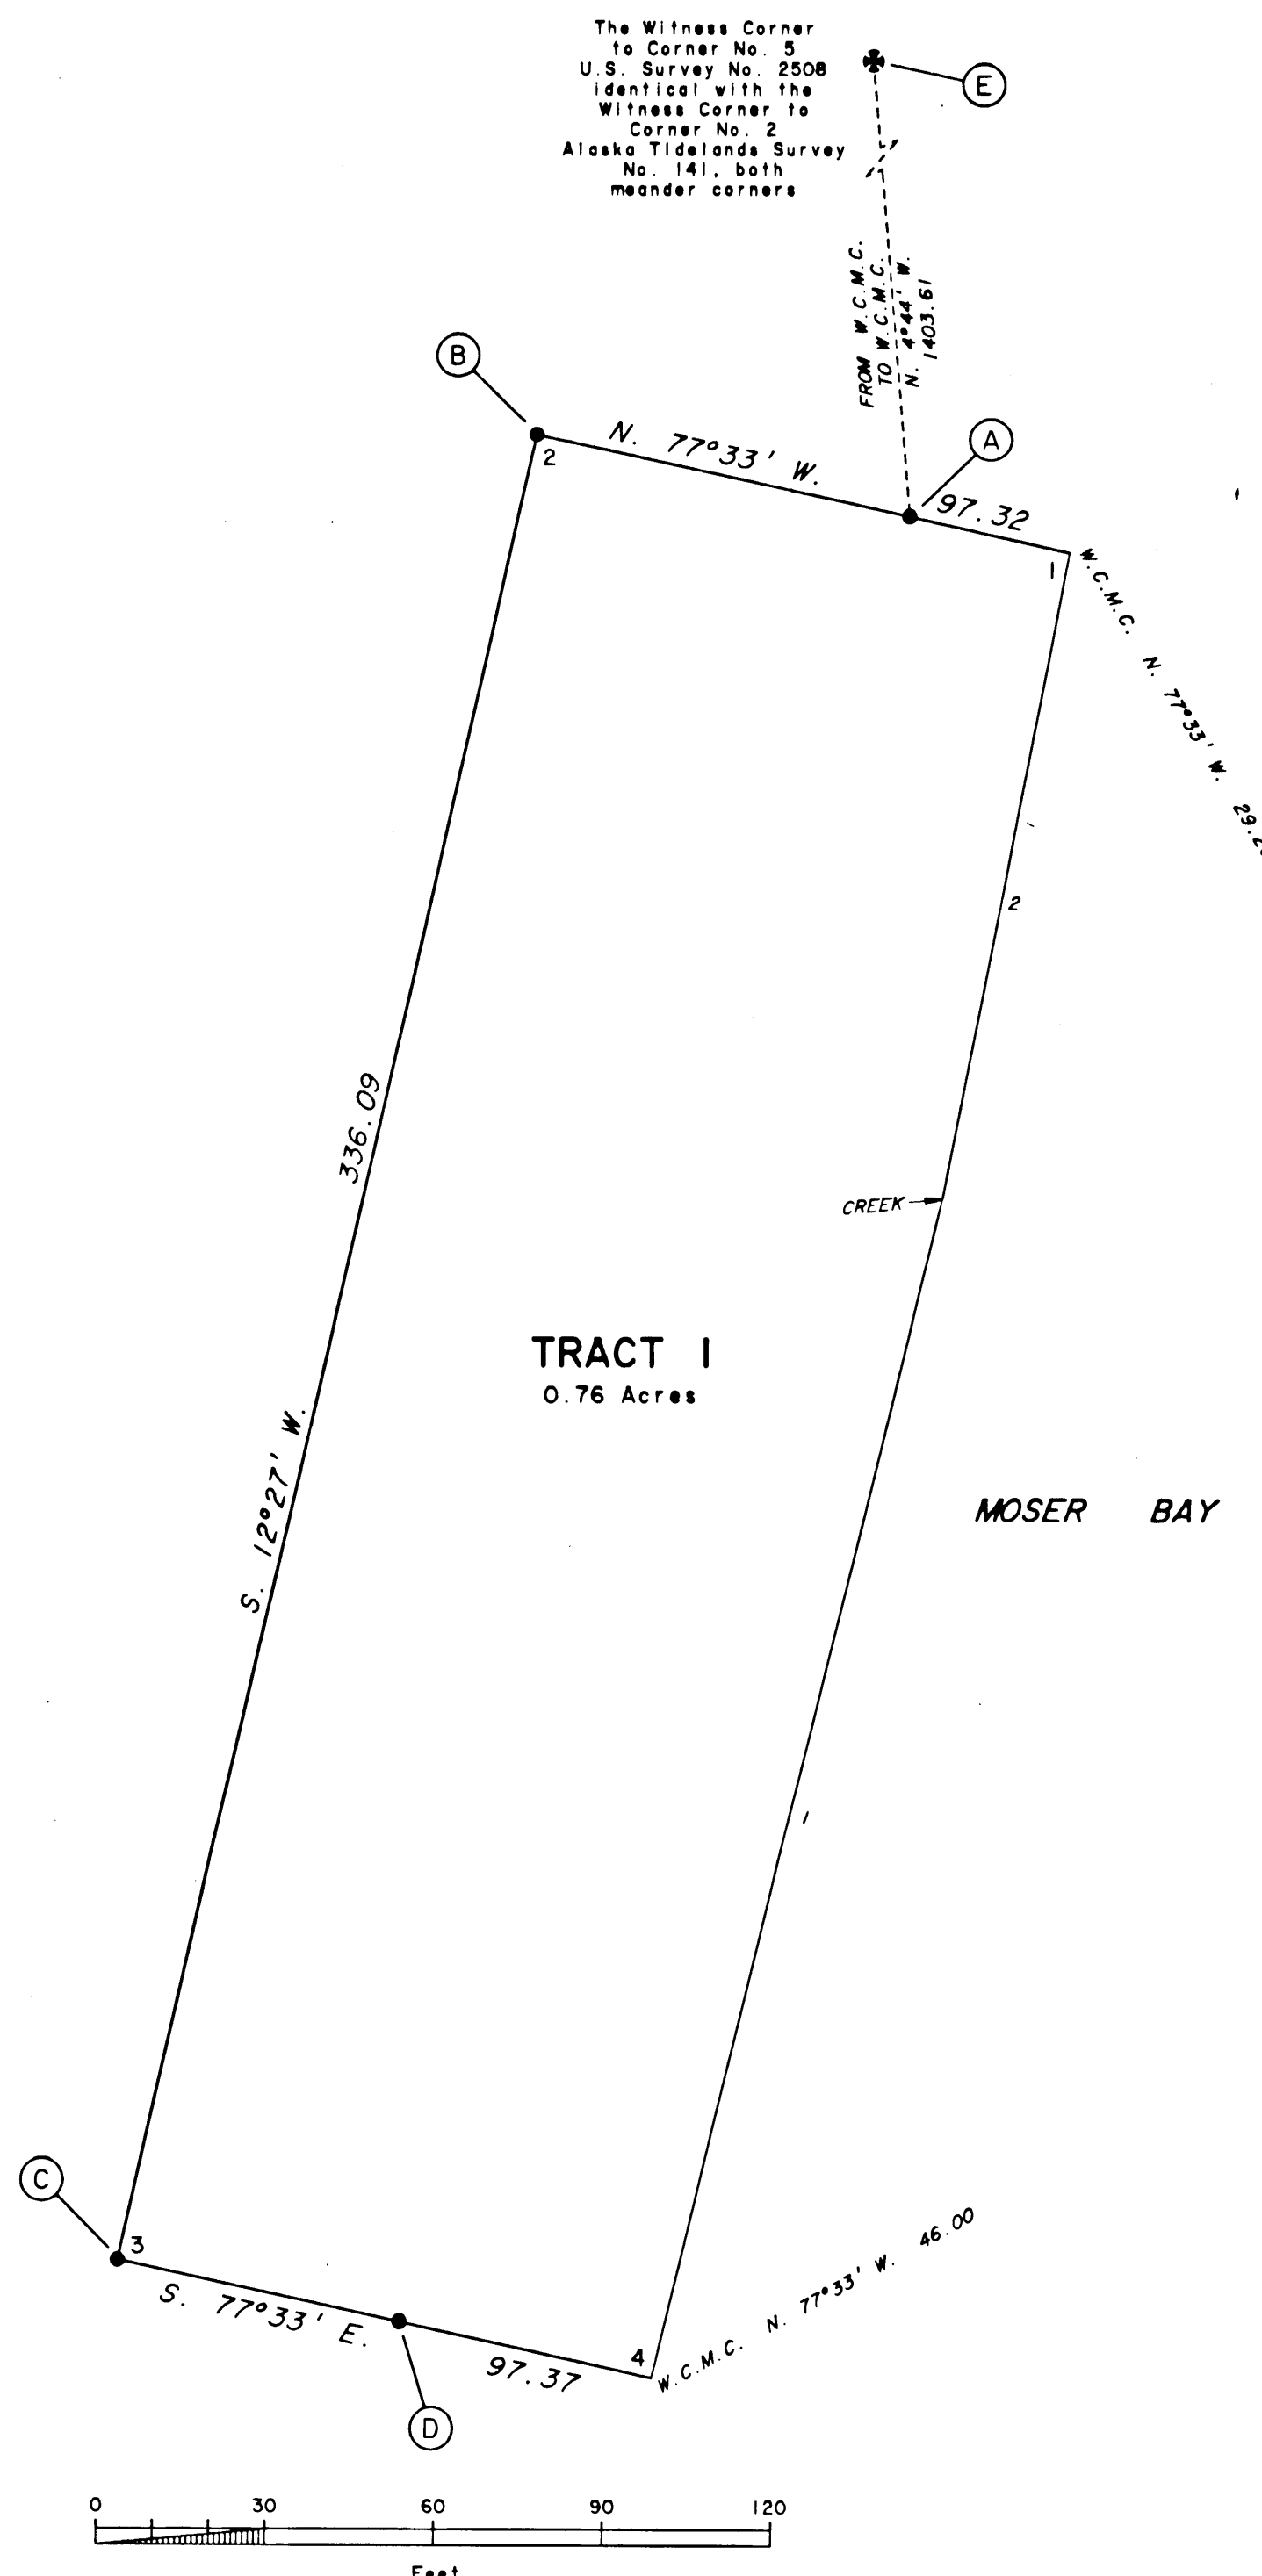 The Witness Corner
to Corner No. 5
U.S. Survey No. 2508
identical with the
Witness Corner to
Corner No. 2
Alaska Tidelands Survey
No. 141, both
meander corners
E
FROM W.C.M.C.
TO W.C.M.C.
N. 4°44' W.
1403.61
B
A
N. 77°33' W.
97.32
2
1
W.C.M.C. N. 77°33' W.
2
336.09
CREEK
TRACT 1
0.76 Acres
S. 12°27' W.
MOSER BAY
1
C
3
S. 77°33' E.
97.37
4
W.C.M.C. N. 77°33' W. 46.00
D
0 30 60 90 120
Feet